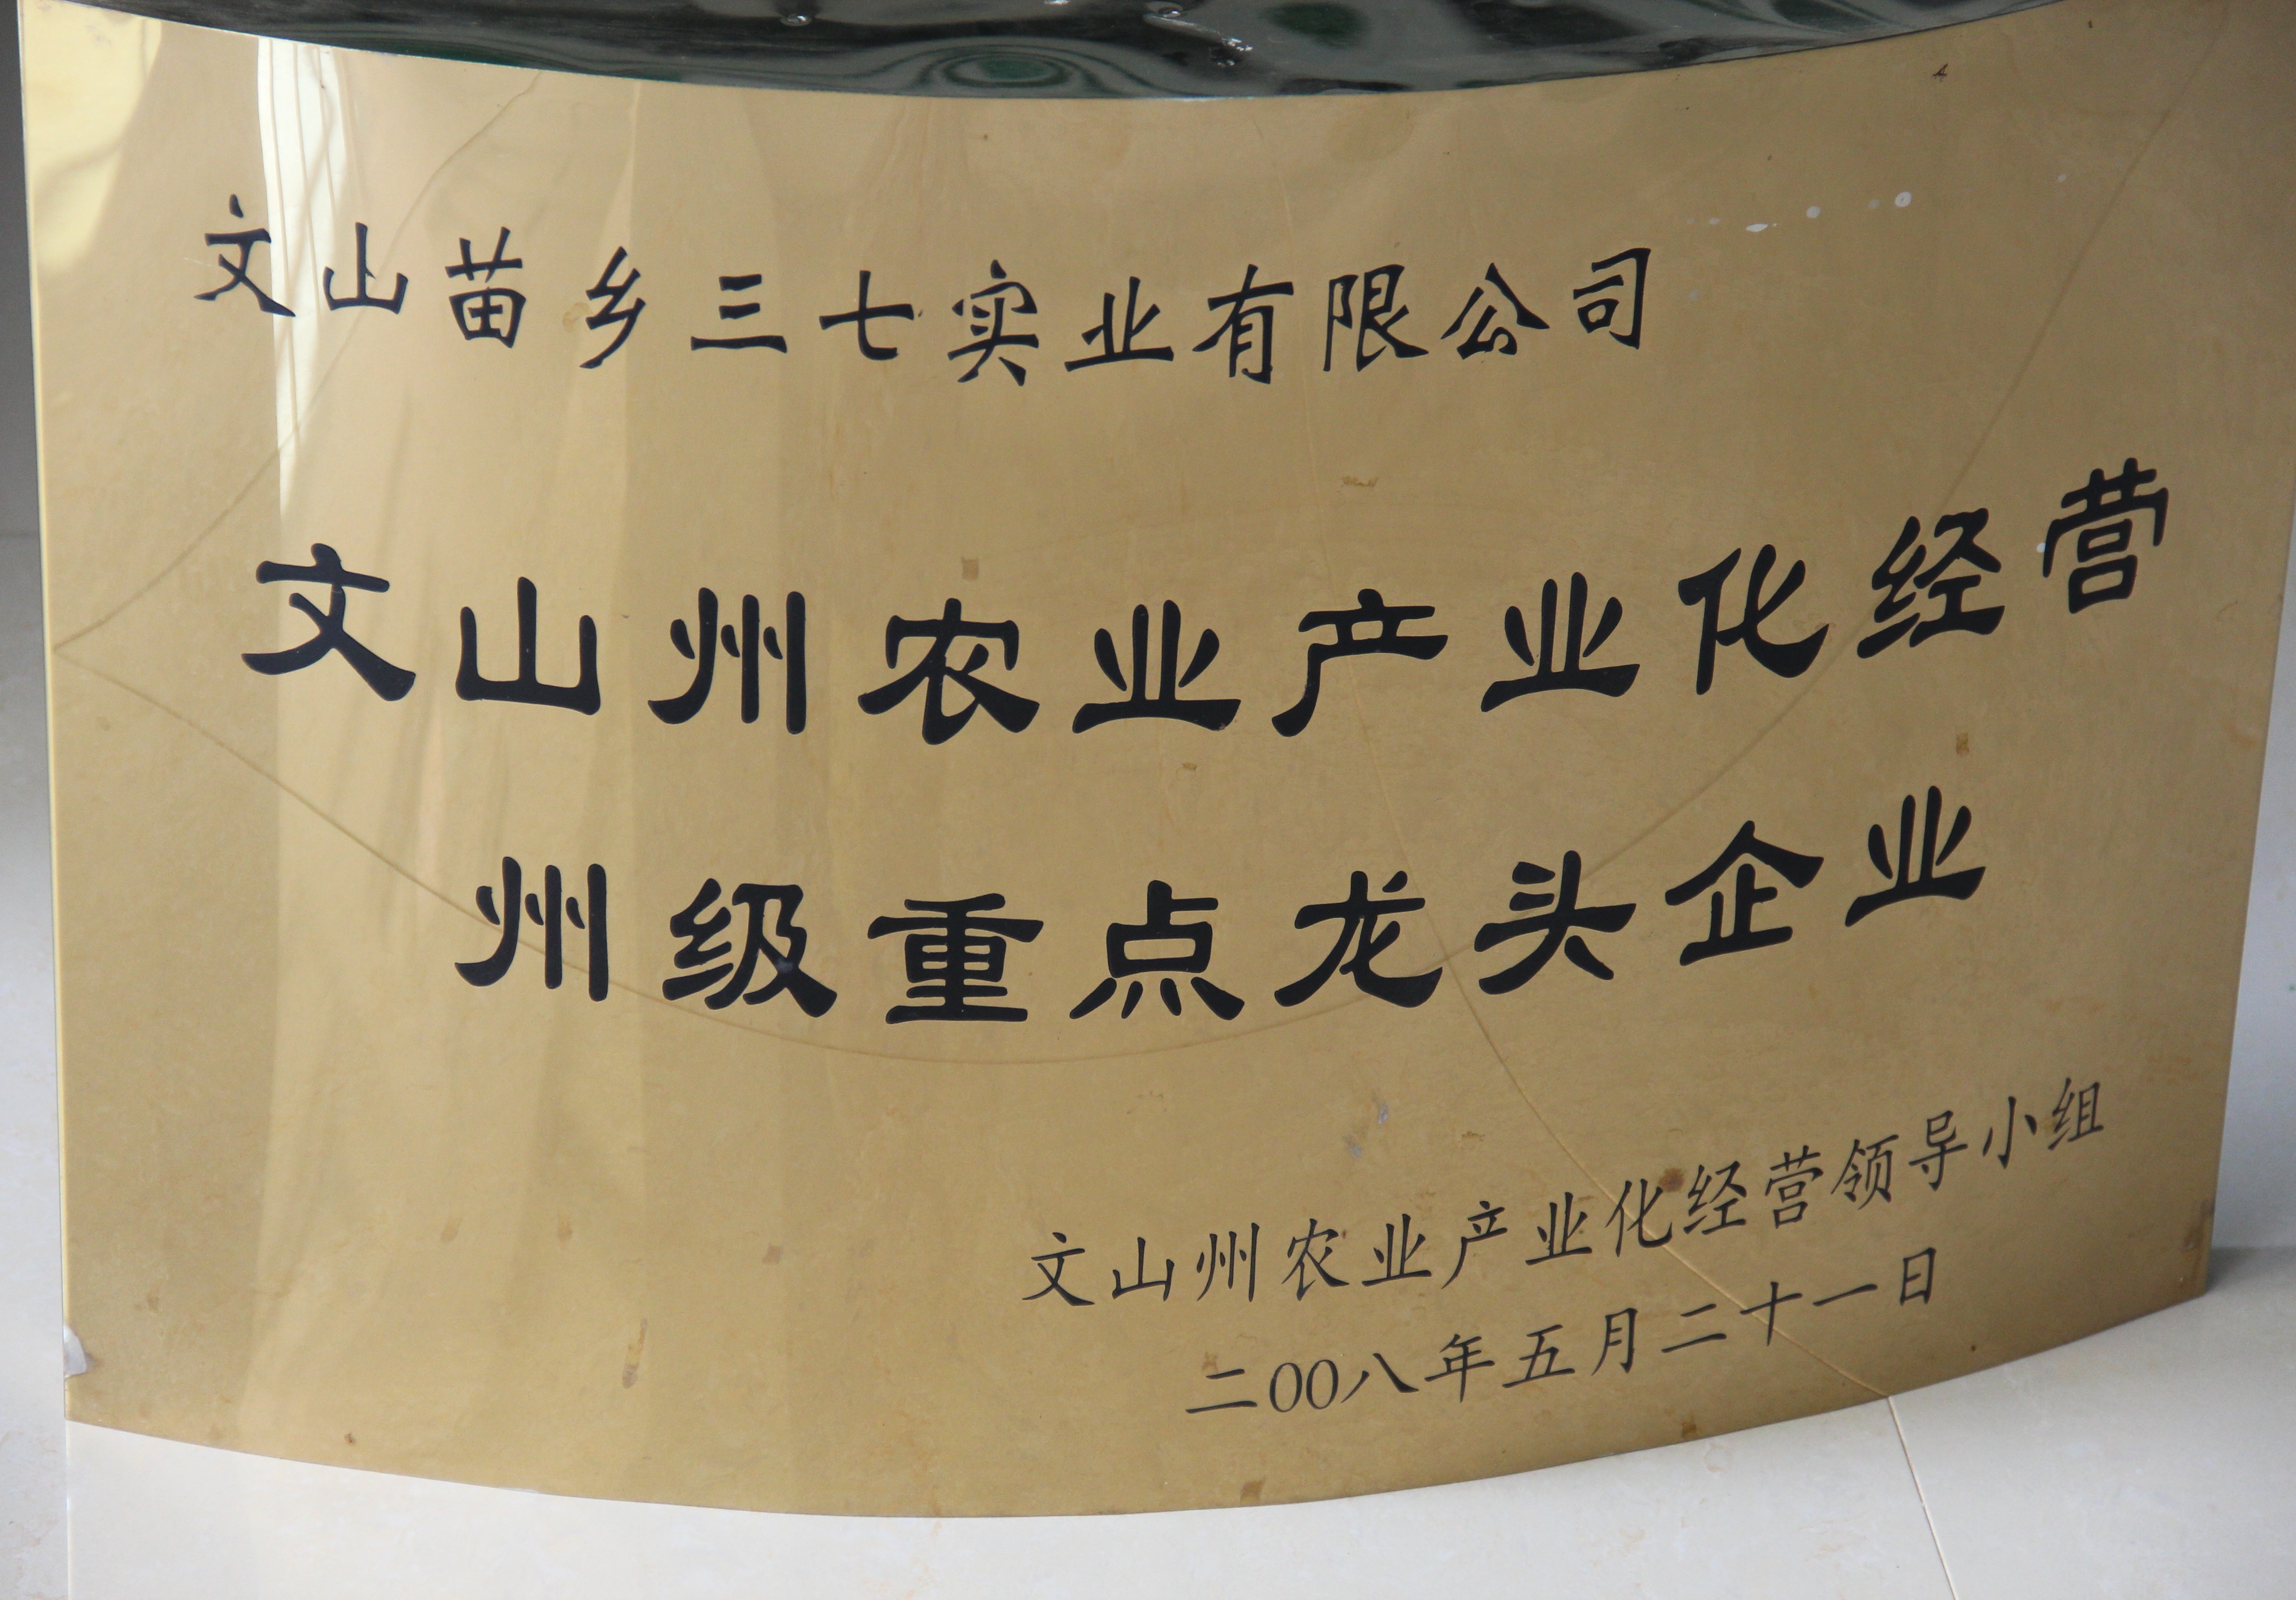 文山苗乡三七实业有限公司
文山州农业产业化经营
州级重点龙头企业
文山州农业产业化经营领导小组
二00八年五月二十一日